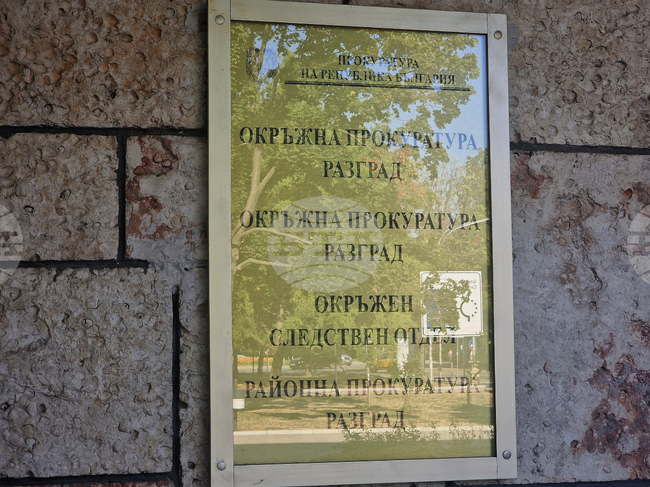 ПРОКУРАТУРА
НА РЕПУБЛИКА БЪЛГАРИЯ
ОКРЪЖНА ПРОКУРАТУРА
РАЗГРАД
ОКРЪЖНА ПРОКУРАТУРА
РАЗГРАД
ОКРЪЖЕН
СЛЕДСТВЕН ОТДЕЛ
РАЙОННА ПРОКУРАТУРА
РАЗГРАД